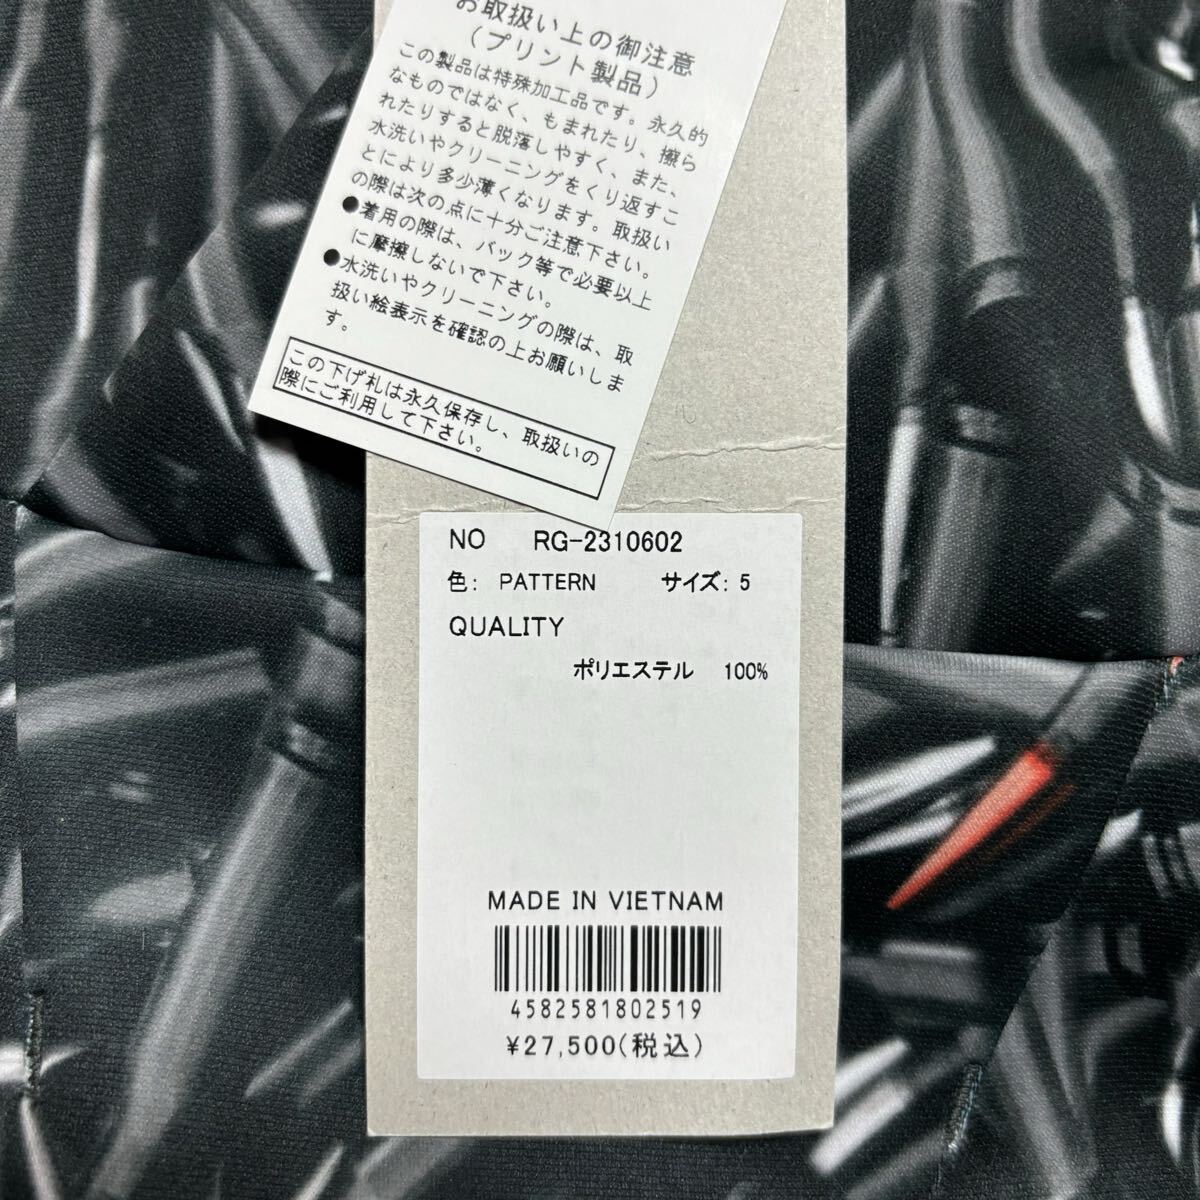 お取扱い上の御注意
(プリント製品)
この製品は特殊加工品です。永久的
なものではなく、もまれたり、擦ら
れたりすると脱落しやすく、また、
水洗いやクリーニングをくり返すこ
とにより多少薄くなります。取扱い
の際は次の点に十分ご注意下さい。
●着用の際は、バック等で必要以上
に摩擦しないで下さい。
●水洗いやクリーニングの際は、取
扱い絵表示を確認の上お願いしま
す。
この下げ札は永久保存し、取扱いの
際にご利用して下さい。
NO RG-2310602
色: PATTERN サイズ: 5
QUALITY
ポリエステル 100%
MADE IN VIETNAM
4582581802519
¥27,500(税込)